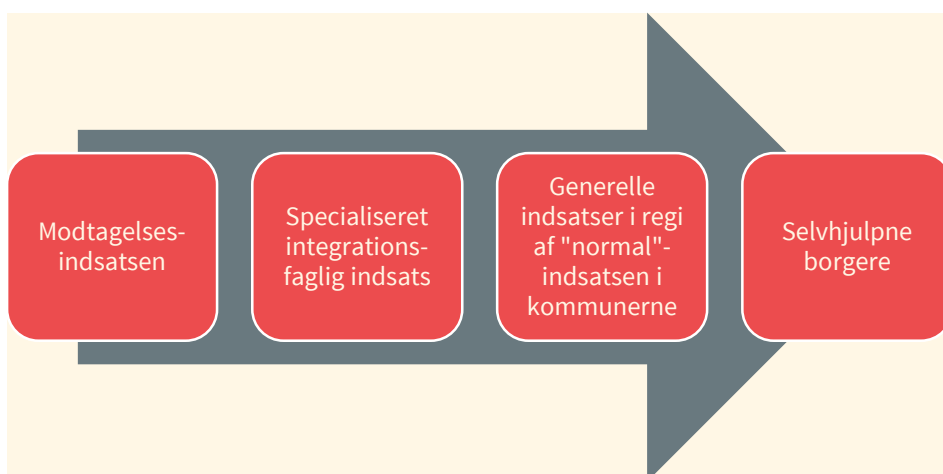 Modtagelses-
indsatsen
Specialiseret
integrations-
faglig indsats
Generelle
indsatser i regi
af "normal"-
indsatsen i
kommunerne
Selvhjulpne
borgere